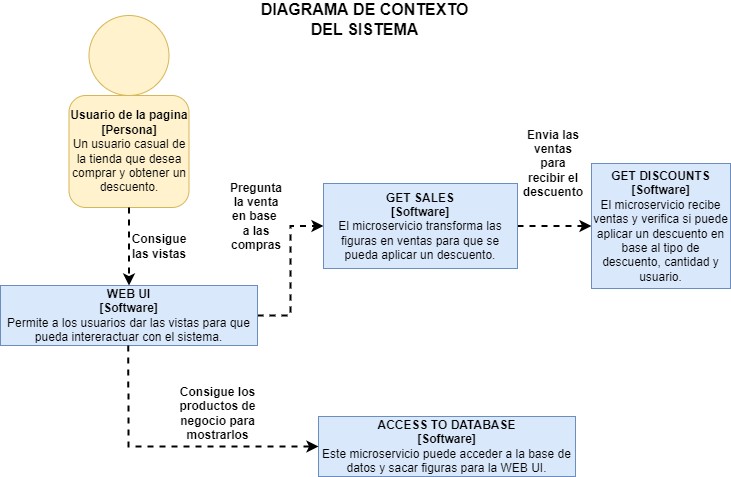 DIAGRAMA DE CONTEXTO
DEL SISTEMA
Usuario de la pagina
[Persona]
Un usuario casual de
la tienda que desea
comprar y obtener un
descuento.
Consigue
las vistas
WEB UI
[Software]
Permite a los usuarios dar las vistas para que
pueda intereractuar con el sistema.
Pregunta
la venta
en base
a las
compras
GET SALES
[Software]
El microservicio transforma las
figuras en ventas para que se
pueda aplicar un descuento.
Envia las
ventas
para
recibir el
descuento
GET DISCOUNTS
[Software]
El microservicio recibe
ventas y verifica si puede
aplicar un descuento en
base al tipo de
descuento, cantidad y
usuario.
Consigue los
productos de
negocio para
mostrarlos
ACCESS TO DATABASE
[Software]
Este microservicio puede acceder a la base de
datos y sacar figuras para la WEB UI.